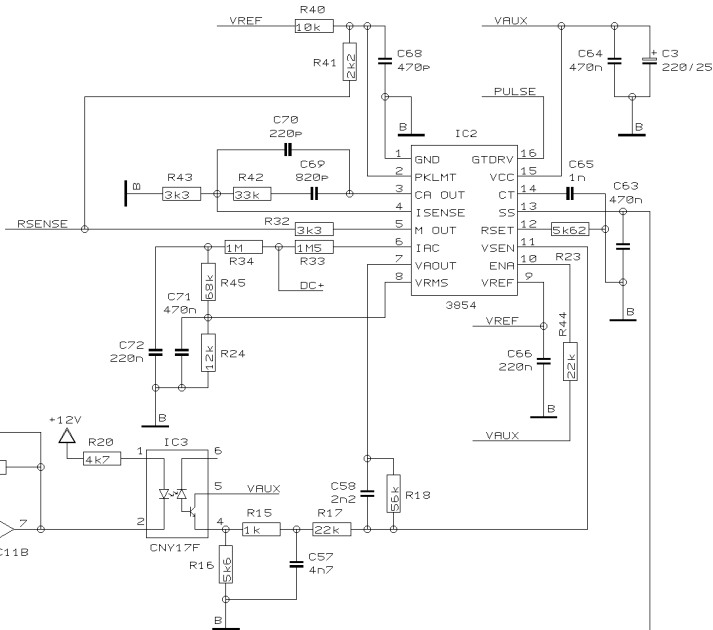 R40
VREF
10k
VAUX
C68
470p
R41
2k2
C64
470n
+ C3
220/25
PULSE
B
B
C70
220p
IC2
R43
R42
C69
820p
B
3k3
33k
1 GND
2 PKLMT
3 CA OUT
4 ISENSE
5 M OUT
6 IAC
7 VAOUT
8 VRMS
GTDRV 16
VCC 15
CT 14
SS 13
RSET 12
VSEN 11
ENA 10
VREF 9
3854
C65
1n
C63
470n
RSENSE
R32
3k3
5k62
R23
1M
R34
1M5
R33
DC+
68k
R45
C71
470n
B
VREF
R44
22k
C72
220n
12k
R24
C66
220n
B
B
VAUX
+12V
R20
4k7
IC3
1
6
5
VAUX
2
4
CNY17F
C58
2n2
56k
R18
R15
1k
R17
22k
7
C11B
R16
5k6
C57
4n7
B